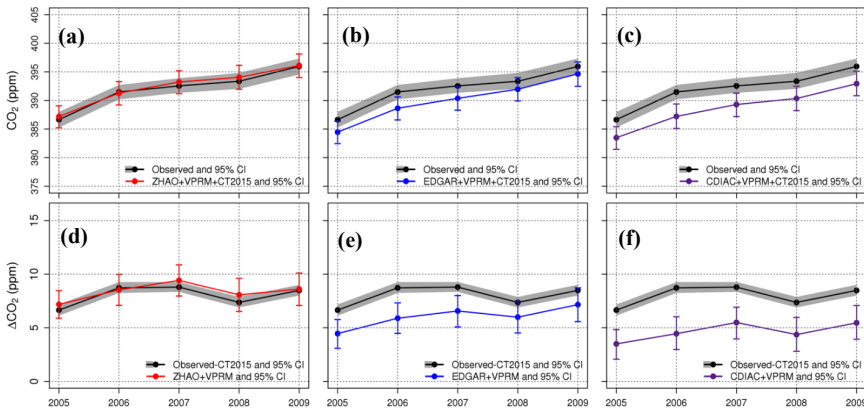 405
400
395
390
385
380
375
CO₂ (ppm)
(a)
Observed and 95% CI
ZHAO+VPRM+CT2015 and 95% CI
(b)
Observed and 95% CI
EDGAR+VPRM+CT2015 and 95% CI
(c)
Observed and 95% CI
CDIAC+VPRM+CT2015 and 95% CI
15
10
5
0
ΔCO₂ (ppm)
(d)
Observed-CT2015 and 95% CI
ZHAO+VPRM and 95% CI
2005 2006 2007 2008 2009
(e)
Observed-CT2015 and 95% CI
EDGAR+VPRM and 95% CI
2005 2006 2007 2008 2009
(f)
Observed-CT2015 and 95% CI
CDIAC+VPRM and 95% CI
2005 2006 2007 2008